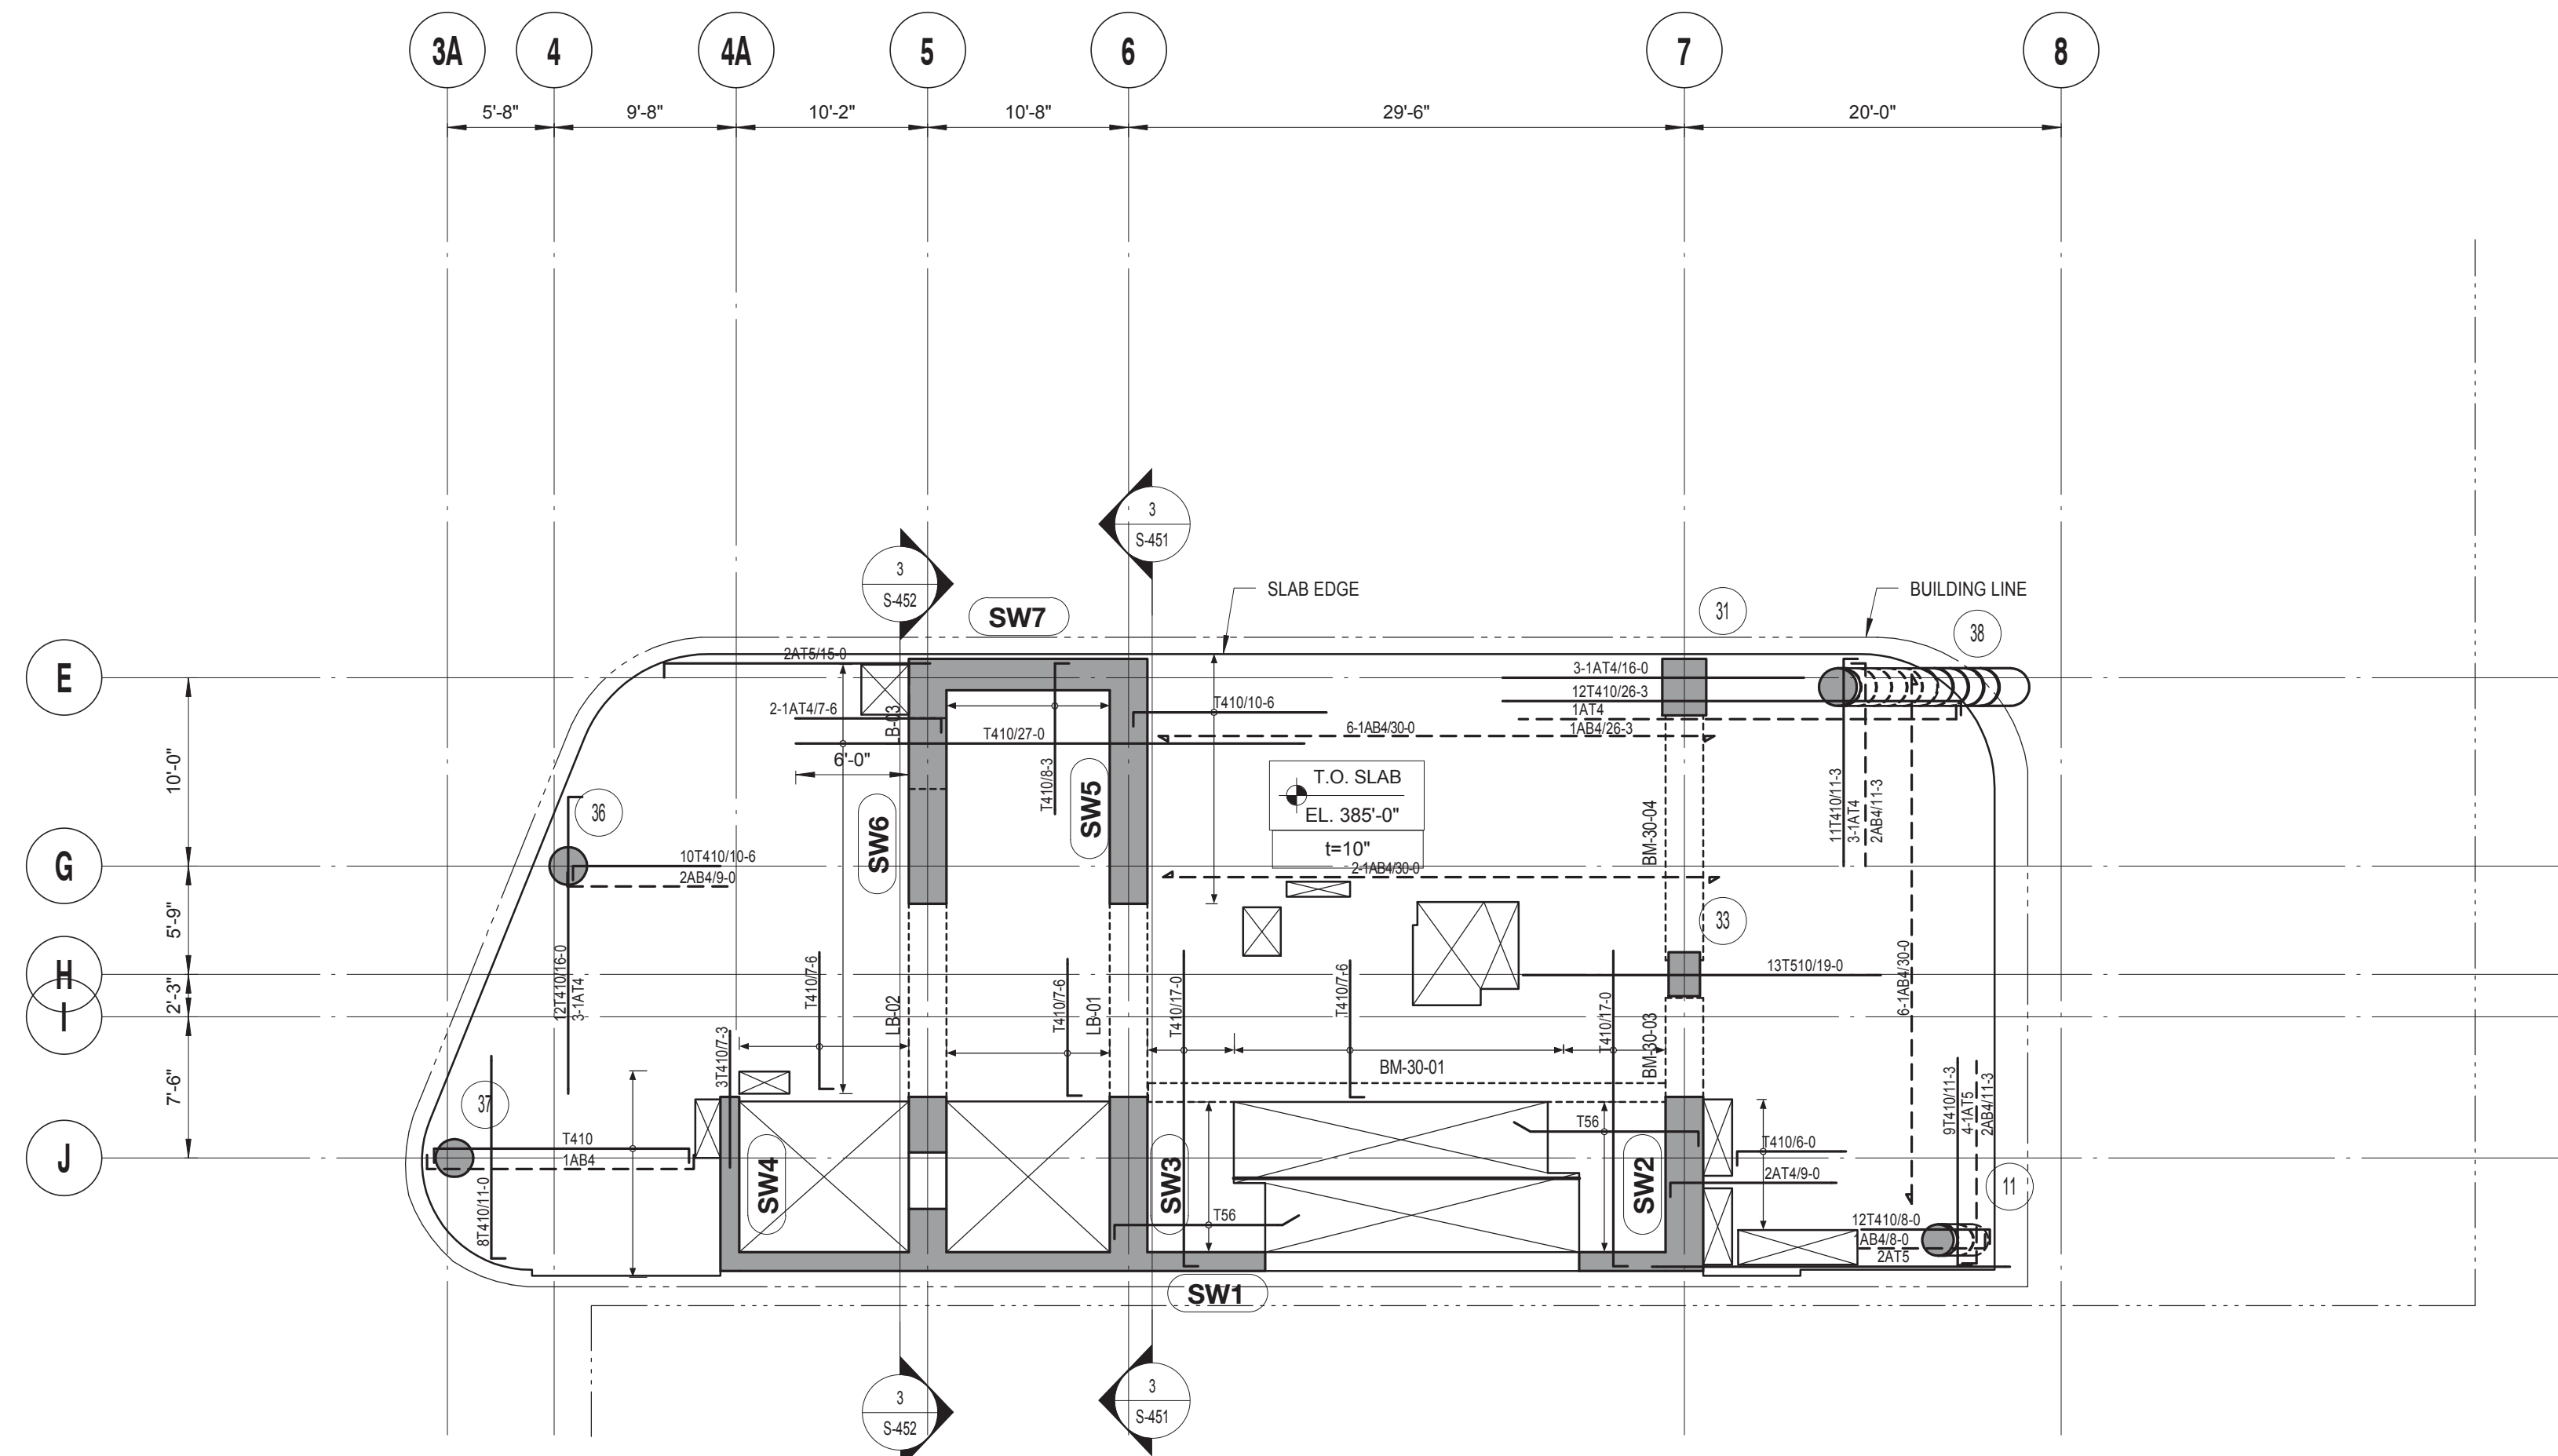 3A
4
4A
5
6
7
8
5'-8"
9'-8"
10'-2"
10'-8"
29'-6"
20'-0"
3
S-451
3
S-452
SLAB EDGE
BUILDING LINE
SW7
31
38
E
2AT5/15-0
3-1AT4/16-0
12T410/26-3
1AT4
2-1AT4/7-6
T410/10-6
LB-03
T410/27-0
6-1AB4/30-0
1AB4/26-3
6'-0"
10'-0"
T410/8-3
T.O. SLAB
EL. 385'-0"
t=10"
2-1AB4/30-0
36
SW6
SW5
BM-30-04
11T410/11-3
3-1AT4
2AB4/11-3
G
10T410/10-6
2AB4/9-0
5'-9"
33
12T410/16-0
3-1AT4
H
13T510/19-0
2'-3"
T410/7-6
LB-02
T410/7-6
LB-01
T410/17-0
T410/7-6
T410/17-0
BM-30-03
6-1AB4/30-0
I
3T410/7-3
BM-30-01
7'-6"
37
9T410/11-3
4-1AT5
2AB4/11-3
T56
J
T410
1AB4
T410/6-0
2AT4/9-0
SW4
SW3
SW2
11
8T410/11-0
T56
12T410/8-0
1AB4/8-0
2AT5
SW1
3
S-452
3
S-451